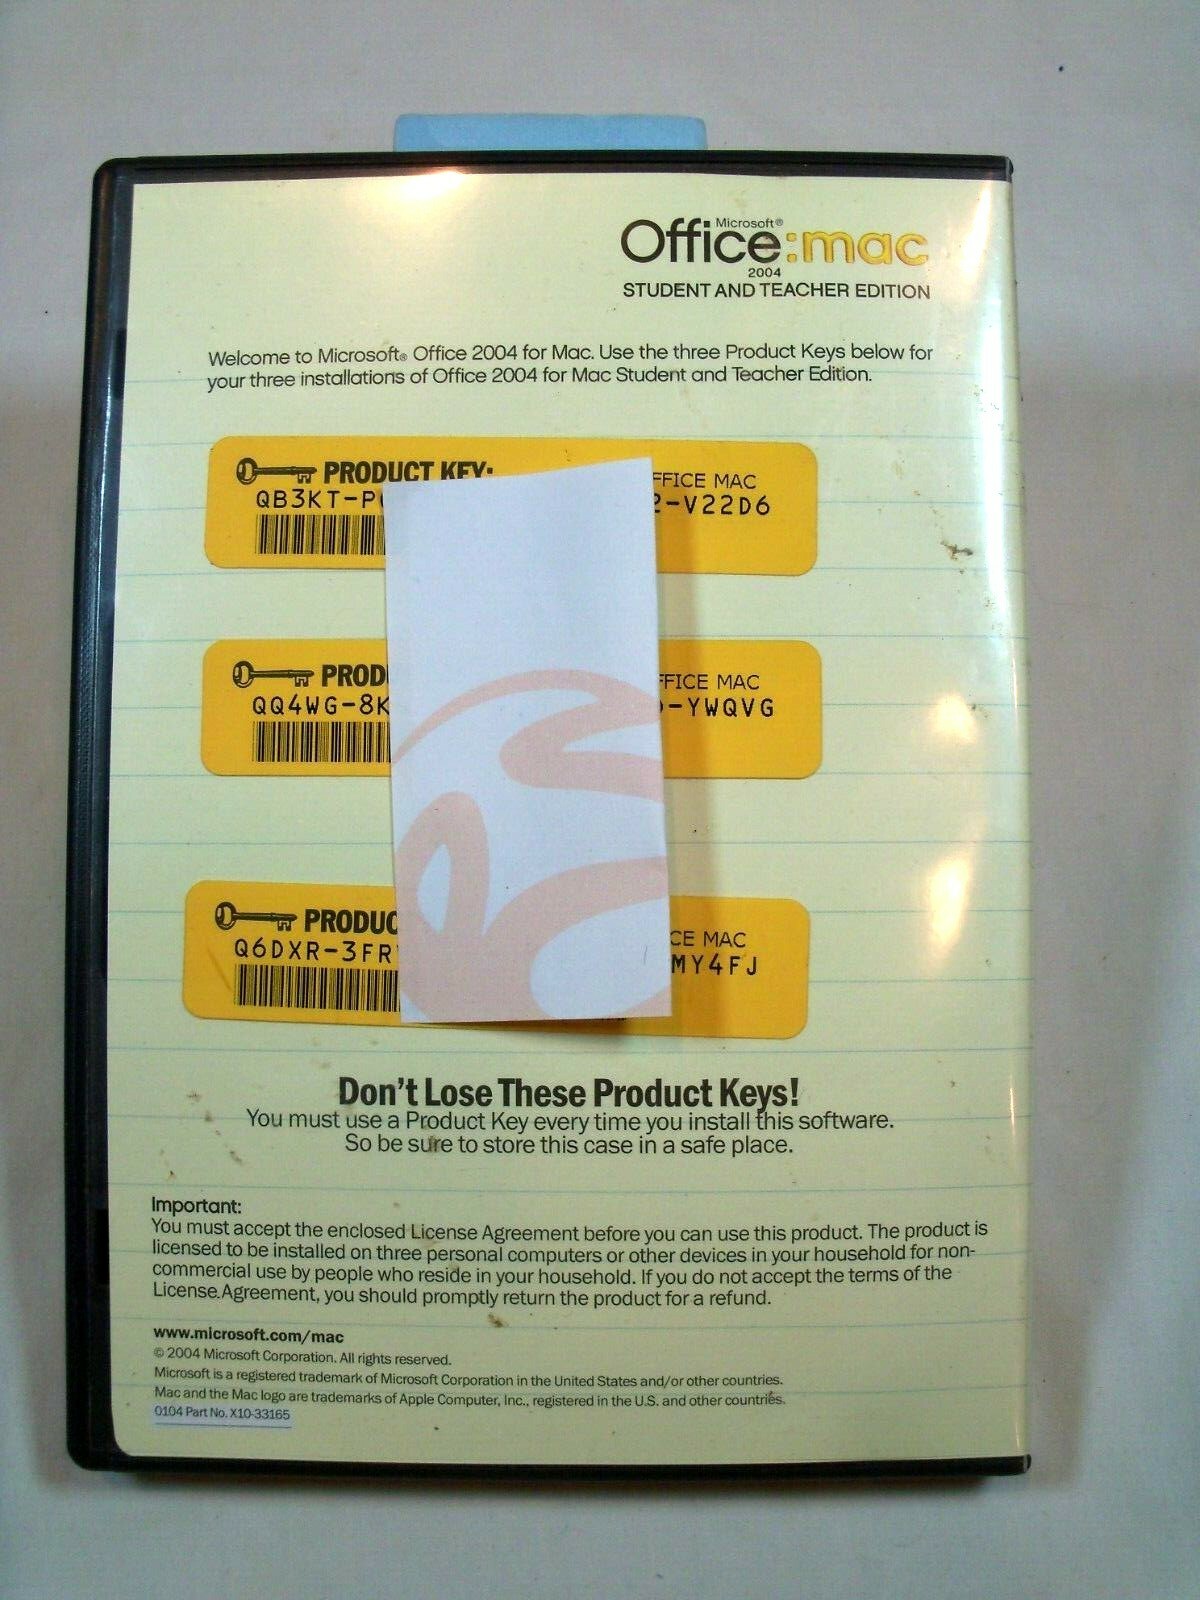 Microsoft®
Office:mac
2004
STUDENT AND TEACHER EDITION
Welcome to Microsoft® Office 2004 for Mac. Use the three Product Keys below for
your three installations of Office 2004 for Mac Student and Teacher Edition.
PRODUCT KEY: FFICE MAC
QB3KT-P -V22D6
PROD FFICE MAC
QQ4WG-8K -YWQVG
PRODUC CE MAC
Q6DXR-3FR MY4FJ
Don't Lose These Product Keys!
You must use a Product Key every time you install this software.
So be sure to store this case in a safe place.
Important:
You must accept the enclosed License Agreement before you can use this product. The product is
licensed to be installed on three personal computers or other devices in your household for non-
commercial use by people who reside in your household. If you do not accept the terms of the
License Agreement, you should promptly return the product for a refund.
www.microsoft.com/mac
© 2004 Microsoft Corporation. All rights reserved.
Microsoft is a registered trademark of Microsoft Corporation in the United States and/or other countries.
Mac and the Mac logo are trademarks of Apple Computer, Inc., registered in the U.S. and other countries.
0104 Part No. X10-33165